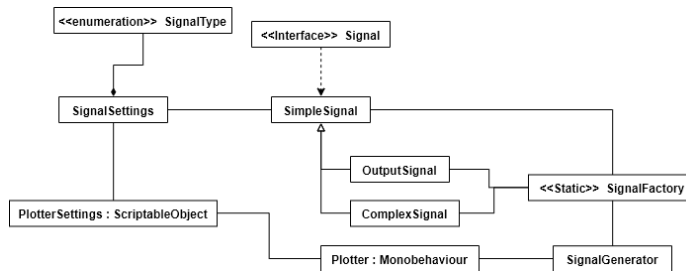 <<enumeration>> SignalType
<<Interface>> Signal
SignalSettings
SimpleSignal
OutputSignal
<<Static>> SignalFactory
PlotterSettings : ScriptableObject
ComplexSignal
Plotter : Monobehaviour
SignalGenerator